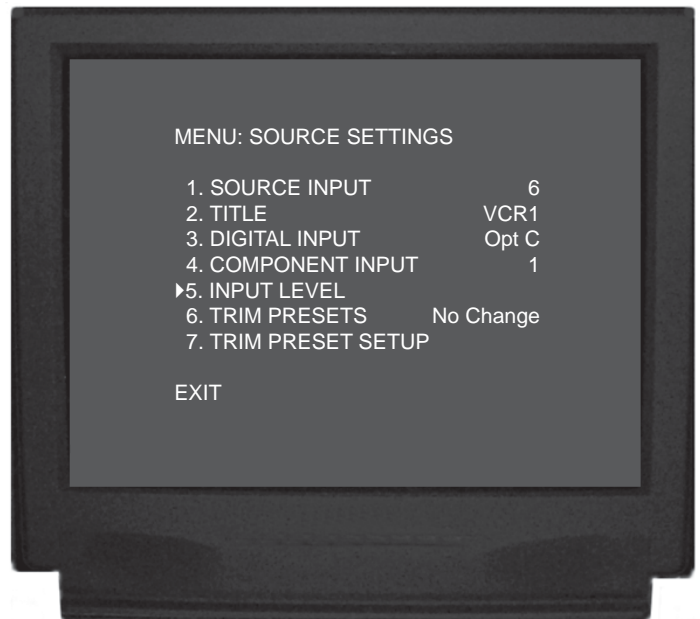 MENU: SOURCE SETTINGS
1. SOURCE INPUT 6
2. TITLE VCR1
3. DIGITAL INPUT Opt C
4. COMPONENT INPUT 1
5. INPUT LEVEL
6. TRIM PRESETS No Change
7. TRIM PRESET SETUP
EXIT